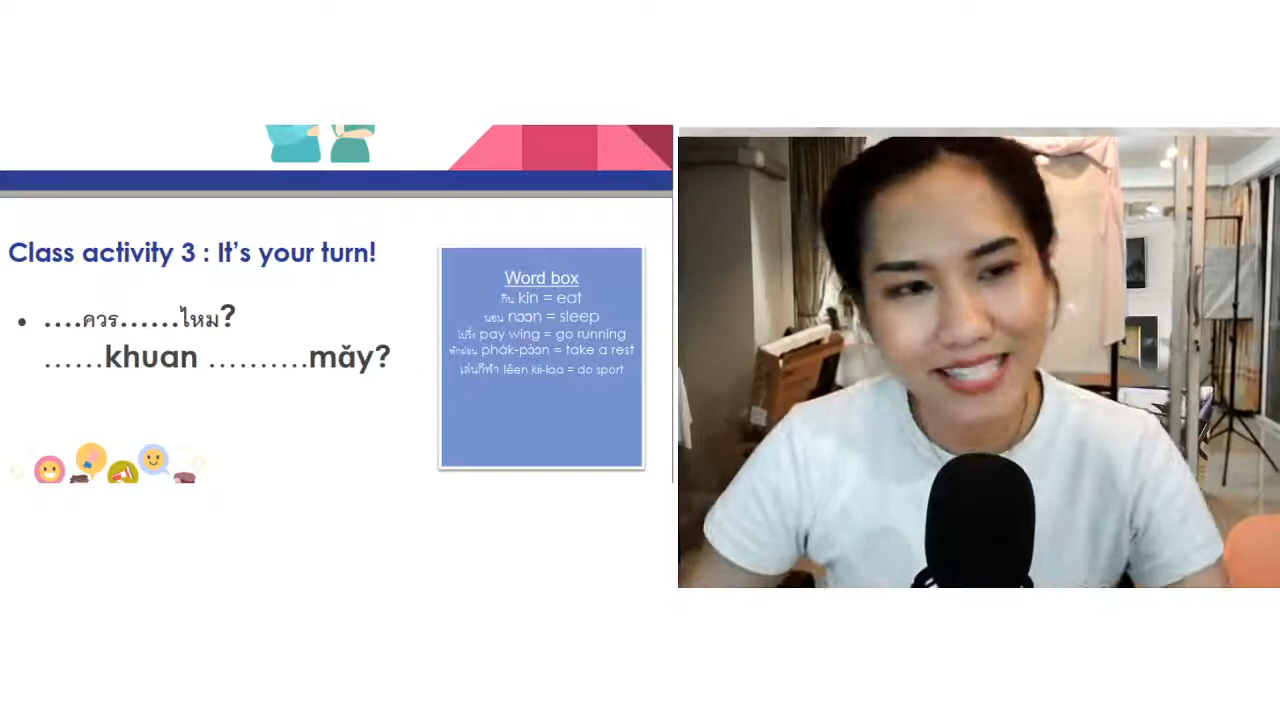 Class activity 3 : It's your turn!
• ....ควร......ไหม?
......khuan ..........mǎy?
Word box
กิน kin = eat
นอน nɔɔn = sleep
ไปวิ่ง pay wîng = go running
พักผ่อน phák-pɔ̀ɔn = take a rest
เล่นกีฬา lêen kii-laa = do sport